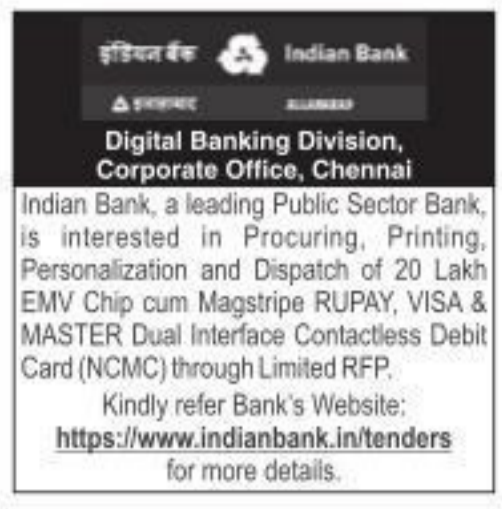 इंडियन बैंक Indian Bank
इलाहाबाद ALLAHABAD
Digital Banking Division,
Corporate Office, Chennai
Indian Bank, a leading Public Sector Bank,
is interested in Procuring, Printing,
Personalization and Dispatch of 20 Lakh
EMV Chip cum Magstripe RUPAY, VISA &
MASTER Dual Interface Contactless Debit
Card (NCMC) through Limited RFP.
Kindly refer Bank's Website:
https://www.indianbank.in/tenders
for more details.